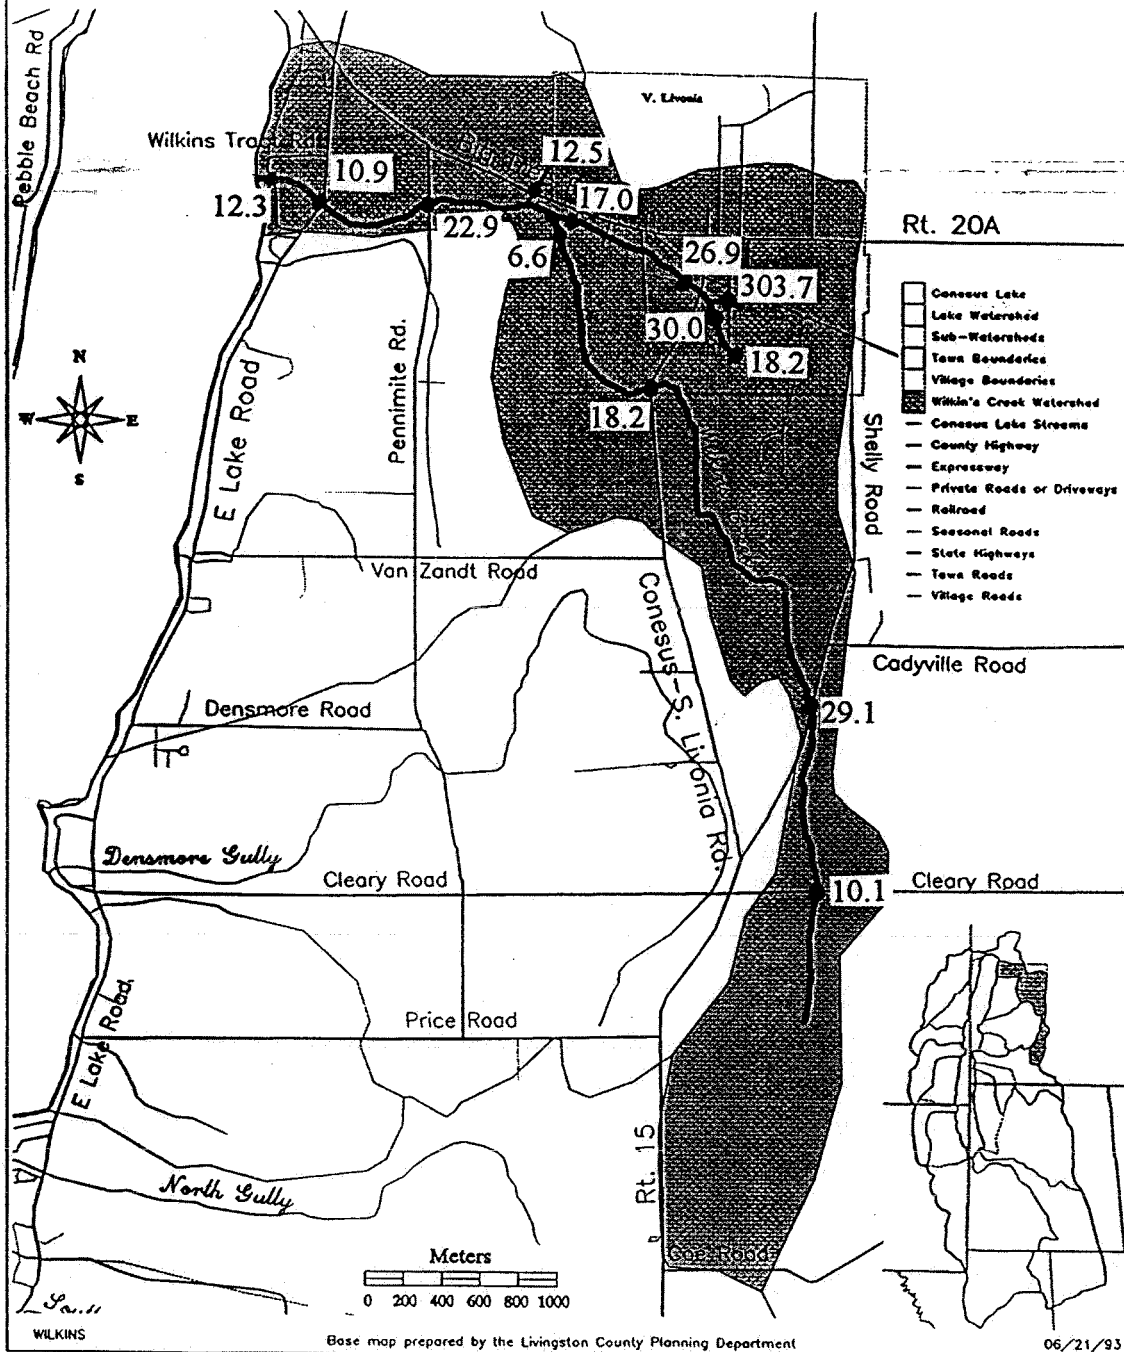 Pebble Beach Rd
V. Livonia
Wilkins Tract Rd
12.5
10.9
17.0
12.3
22.9
Rt. 20A
6.6
26.9
303.7
30.0
18.2
18.2
Conesus Lake
Lake Watershed
Sub-Watersheds
Town Boundaries
Village Boundaries
Wilkin's Creek Watershed
Conesus Lake Streams
County Highway
Expressway
Private Roads or Driveways
Railroad
Seasonal Roads
State Highways
Town Roads
Village Roads
N
W
E
S
E Lake Road
Pennimite Rd.
Shelly Road
Van Zandt Road
Conesus-S. Livonia Rd.
Cadyville Road
Densmore Road
29.1
Densmore Gully
Cleary Road
Cleary Road
10.1
Price Road
E Lake Road
Rt. 15
North Gully
Meters
0 200 400 600 800 1000
Coe Road
WILKINS
Base map prepared by the Livingston County Planning Department
06/21/93